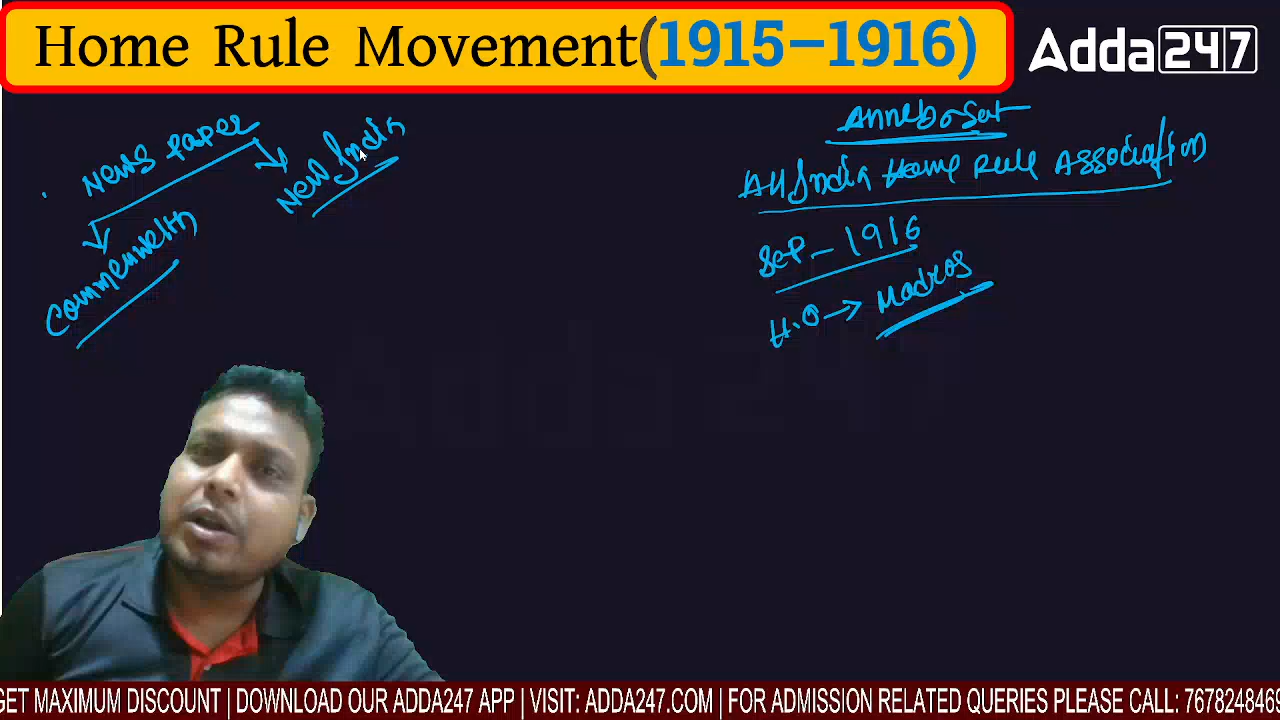 Home Rule Movement(1915–1916)
Adda247
News Paper
New India
Commenwelth
Annebesat
All India Home Rule Association
Sep - 1916
H.O → Madras
GET MAXIMUM DISCOUNT | DOWNLOAD OUR ADDA247 APP | VISIT: ADDA247.COM | FOR ADMISSION RELATED QUERIES PLEASE CALL: 7678248469